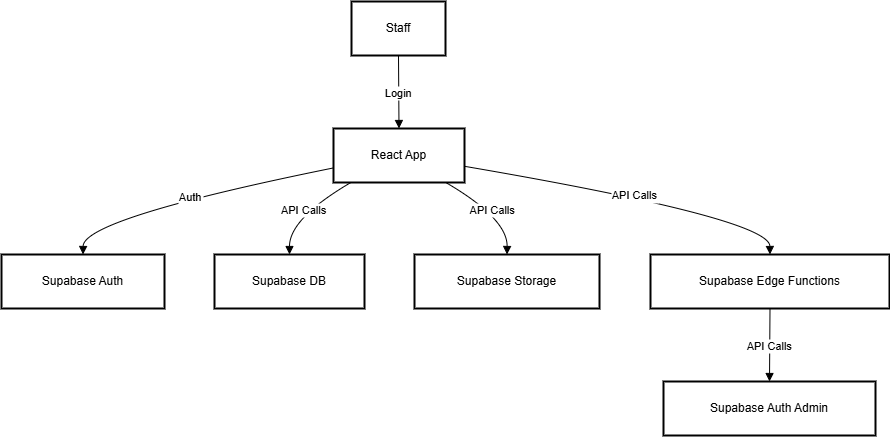 Staff
Login
React App
Auth
API Calls
API Calls
API Calls
Supabase Auth
Supabase DB
Supabase Storage
Supabase Edge Functions
API Calls
Supabase Auth Admin